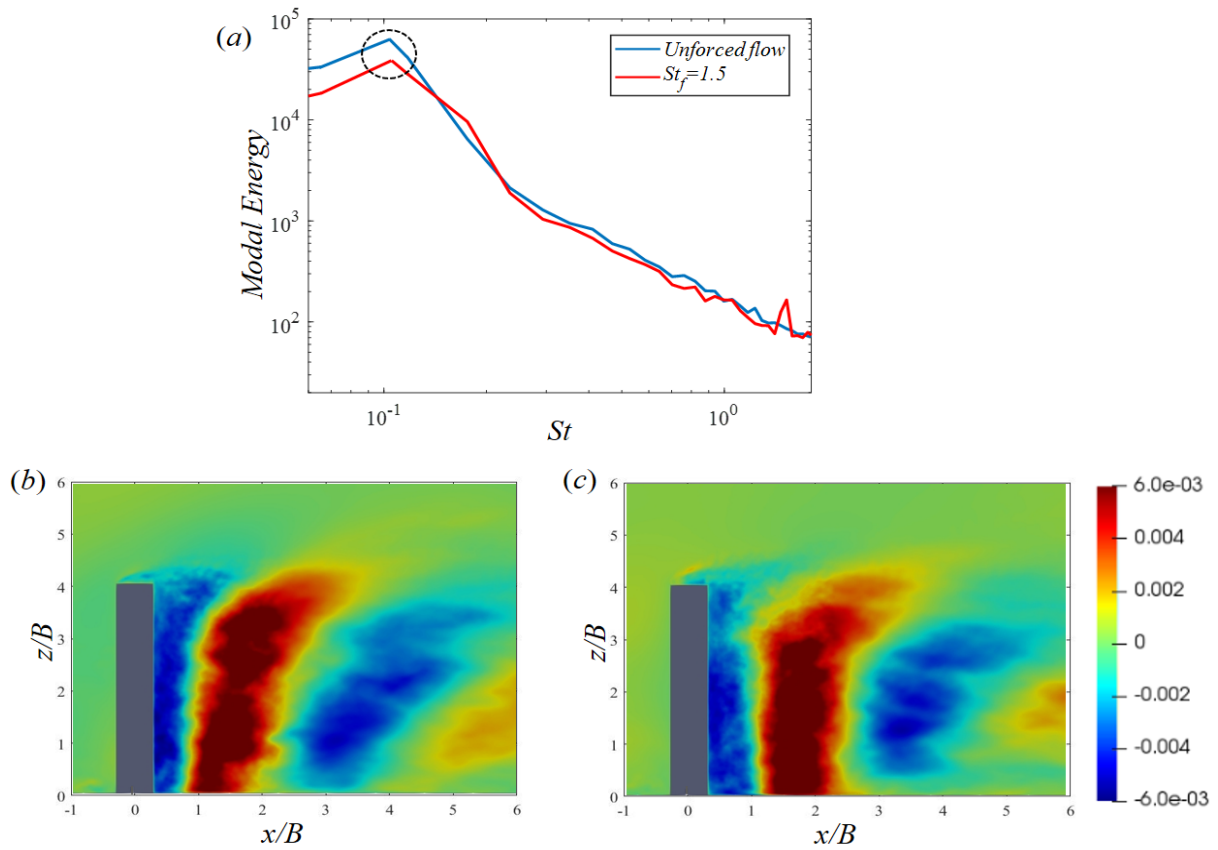 (a)
10^5
10^4
10^3
10^2
Modal Energy
Unforced flow
St_f=1.5
10^-1
10^0
St
(b)
6
5
4
3
2
1
0
z/B
-1 0 1 2 3 4 5 6
x/B
(c)
6
5
4
3
2
1
0
z/B
-1 0 1 2 3 4 5 6
x/B
6.0e-03
0.004
0.002
0
-0.002
-0.004
-6.0e-03